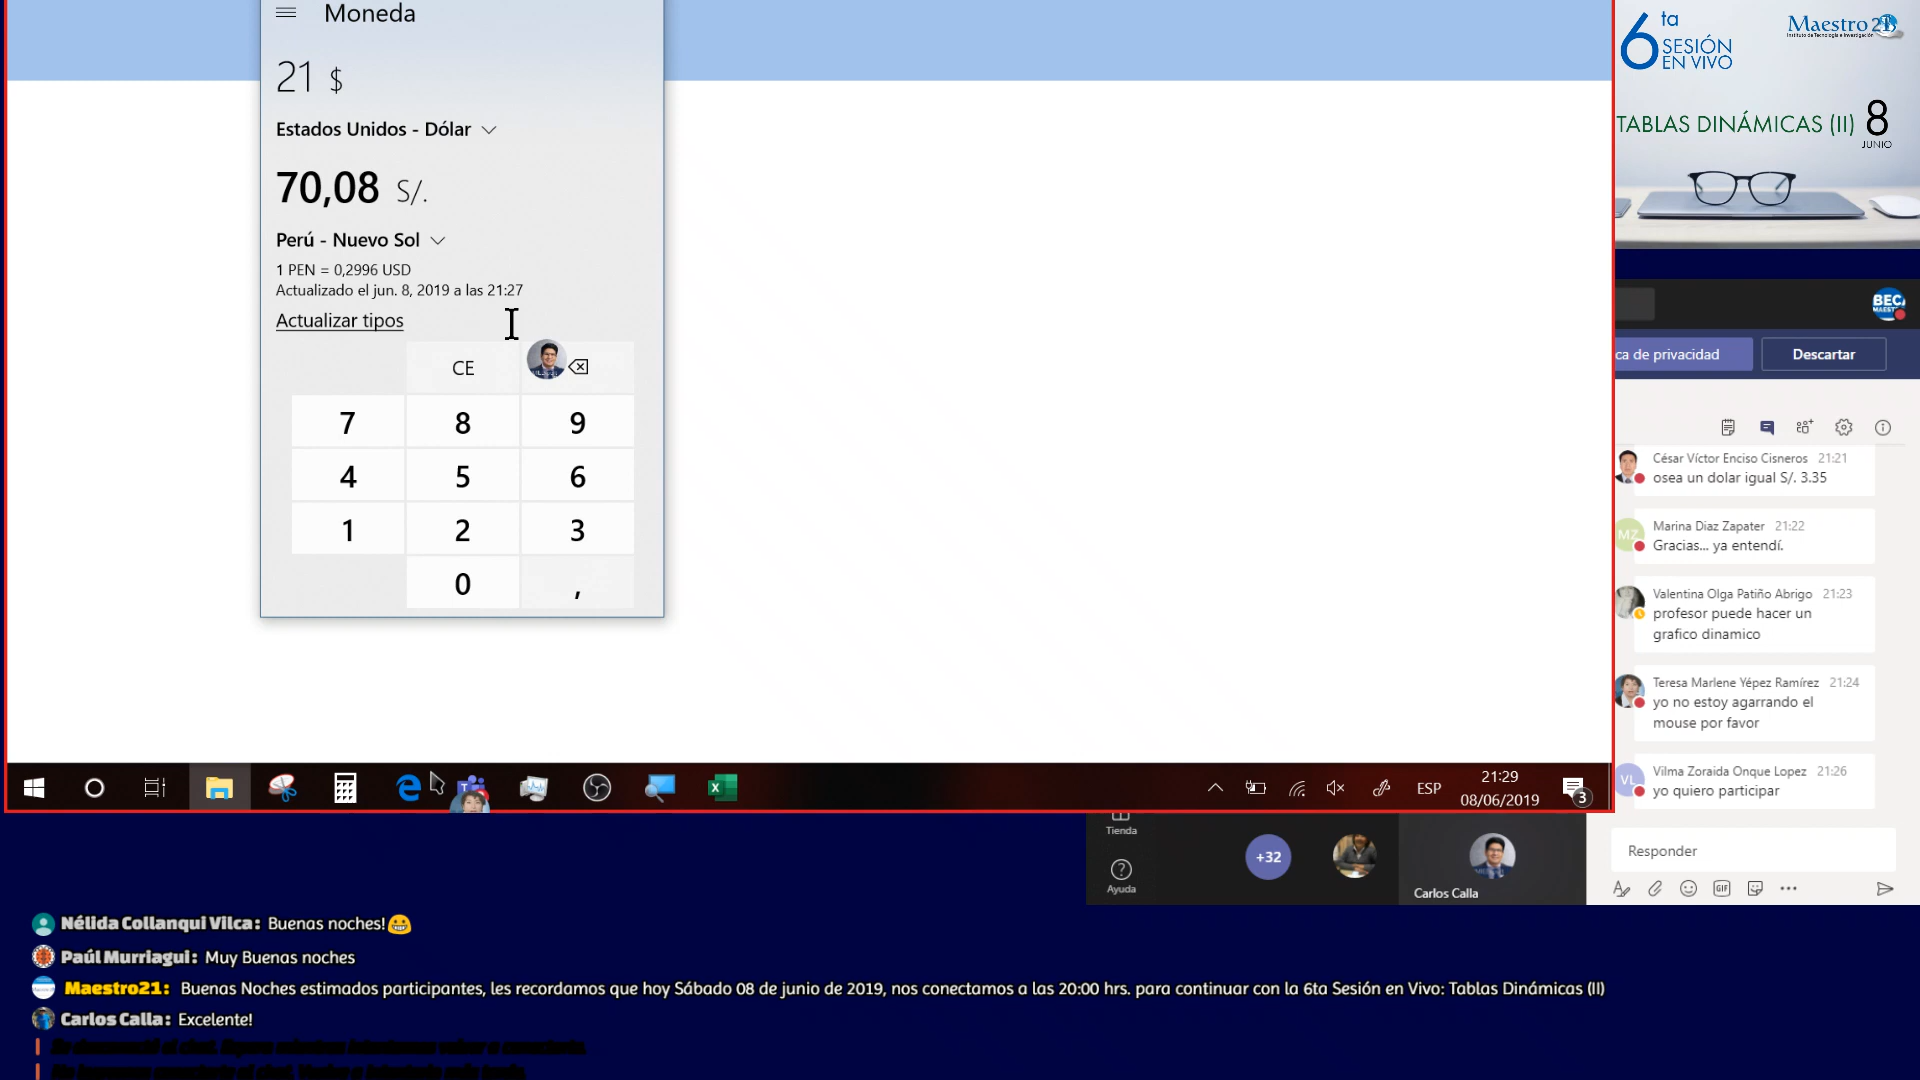 Moneda
21 $
Estados Unidos - Dólar
70,08 S/.
Perú - Nuevo Sol
1 PEN = 0,2996 USD
Actualizado el jun. 8, 2019 a las 21:27
Actualizar tipos
CE
7 8 9
4 5 6
1 2 3
0 ,
ESP
21:29
08/06/2019
3
6 ta
SESIÓN
EN VIVO
Maestro 21
TABLAS DINÁMICAS (II) 8
JUNIO
BEC
ca de privacidad
Descartar
César Víctor Enciso Cisneros 21:21
osea un dolar igual S/. 3.35
MZ
Marina Diaz Zapater 21:22
Gracias... ya entendí.
Valentina Olga Patiño Abrigo 21:23
profesor puede hacer un
grafico dinamico
Teresa Marlene Yépez Ramírez 21:24
yo no estoy agarrando el
mouse por favor
VL
Vilma Zoraida Onque Lopez 21:26
yo quiero participar
Responder
GIF
Tienda
Ayuda
+32
Carlos Calla
Nélida Collanqui Vilca: Buenas noches!😀
Paúl Murriagui: Muy Buenas noches
Maestro21: Buenas Noches estimados participantes, les recordamos que hoy Sábado 08 de junio de 2019, nos conectamos a las 20:00 hrs. para continuar con la 6ta Sesión en Vivo: Tablas Dinámicas (II)
Carlos Calla: Excelente!